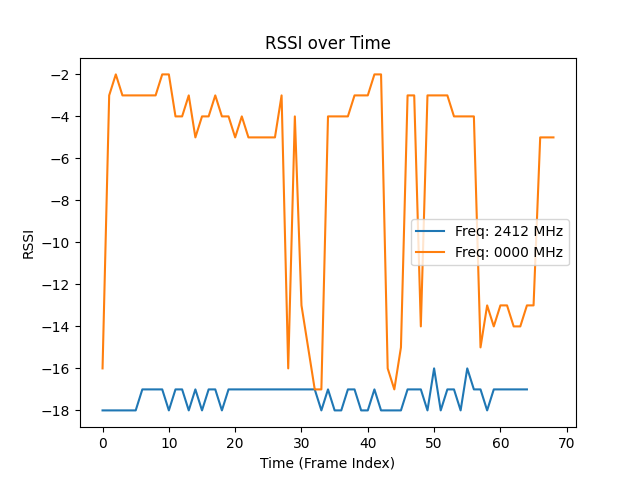 RSSI over Time
−2
−4
−6
−8
−10
−12
−14
−16
−18
RSSI
Freq: 2412 MHz
Freq: 0000 MHz
0 10 20 30 40 50 60 70
Time (Frame Index)